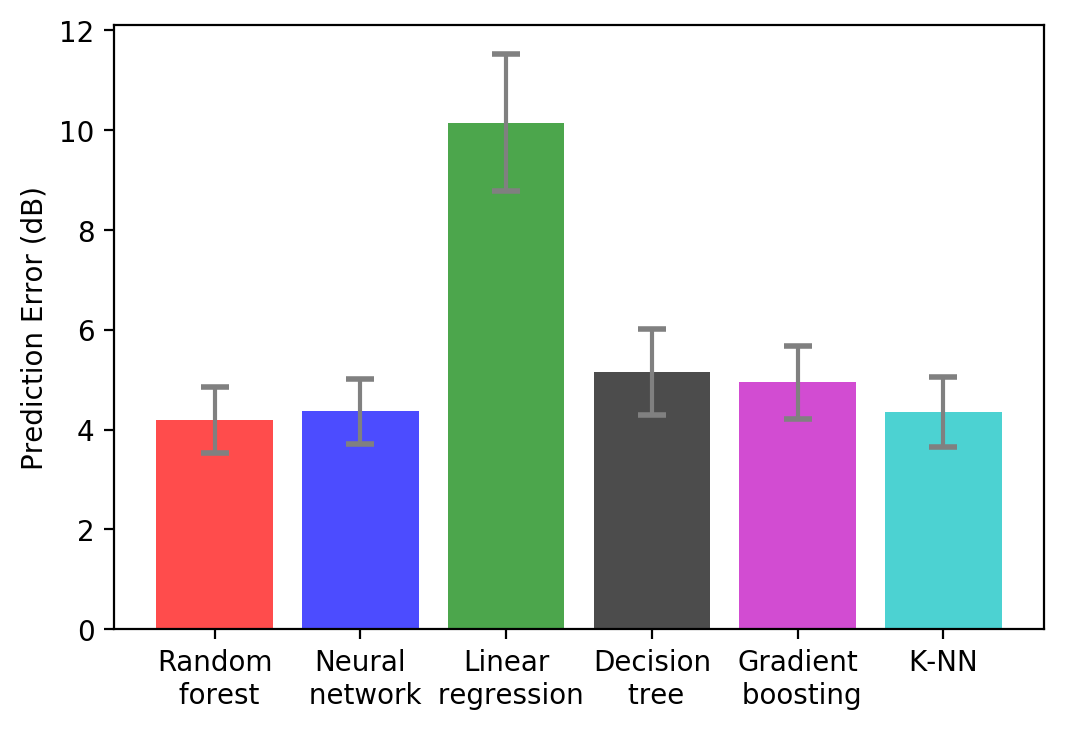 Prediction Error (dB)
12
10
8
6
4
2
0
Random forest
Neural network
Linear regression
Decision tree
Gradient boosting
K-NN